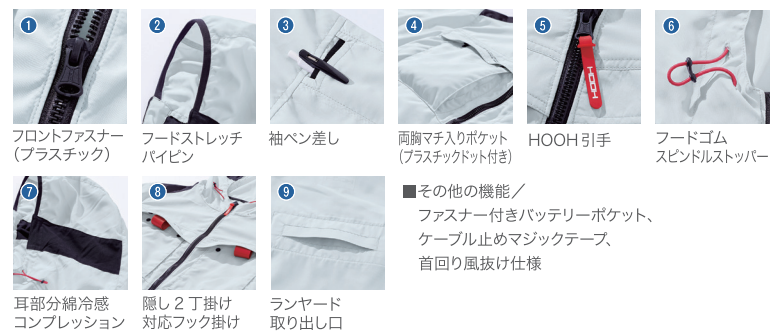 1
フロントファスナー
（プラスチック）
2
フードストレッチ
パイピン
3
袖ペン差し
4
両胸マチ入りポケット
（プラスチックドット付き）
5
HOOH
HOOH引手
6
フードゴム
スピンドルストッパー
7
耳部分綿冷感
コンプレッション
8
隠し2丁掛け
対応フック掛け
9
ランヤード
取り出し口
■その他の機能／
ファスナー付きバッテリーポケット、
ケーブル止めマジックテープ、
首回り風抜け仕様